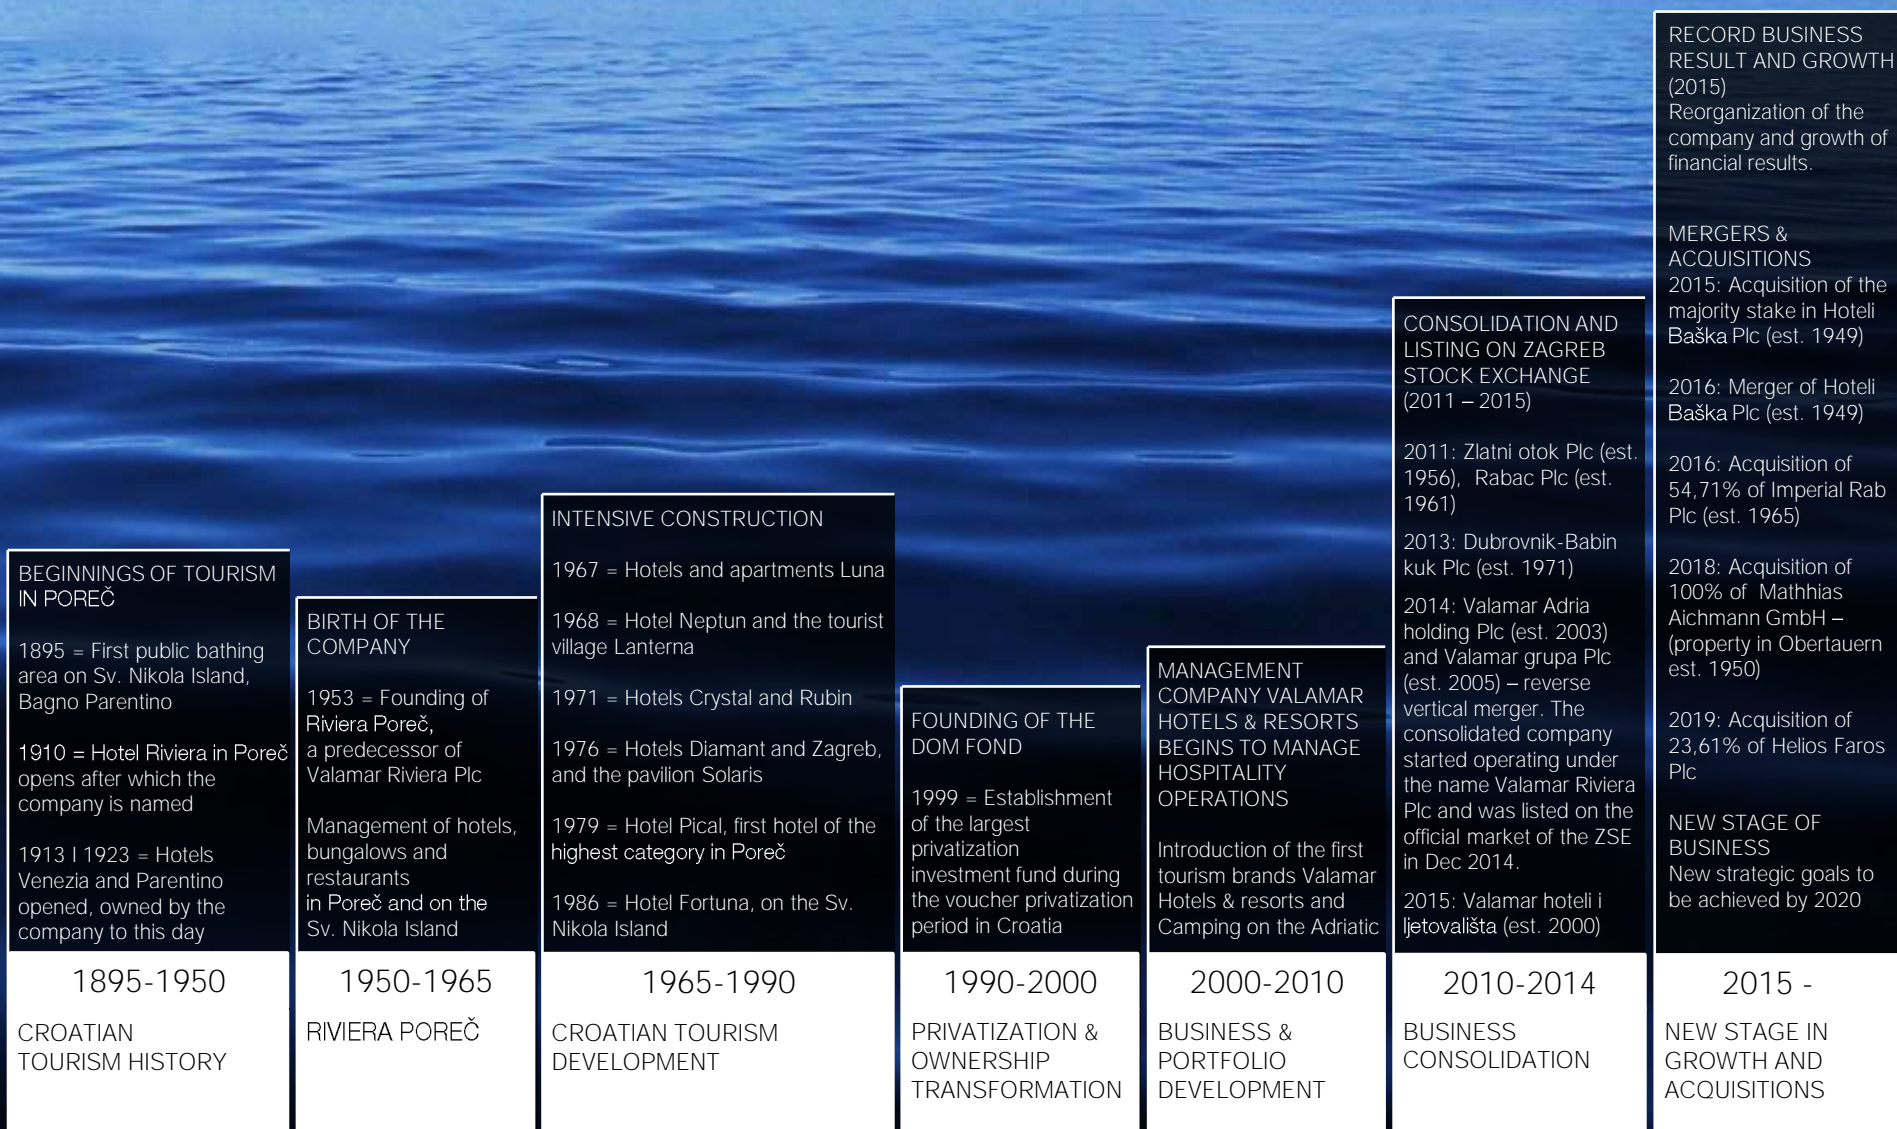 BEGINNINGS OF TOURISM
IN POREČ
1895 = First public bathing
area on Sv. Nikola Island,
Bagno Parentino
1910 = Hotel Riviera in Poreč
opens after which the
company is named
1913 I 1923 = Hotels
Venezia and Parentino
opened, owned by the
company to this day
1895-1950
CROATIAN
TOURISM HISTORY
BIRTH OF THE
COMPANY
1953 = Founding of
Riviera Poreč,
a predecessor of
Valamar Riviera Plc
Management of hotels,
bungalows and
restaurants
in Poreč and on the
Sv. Nikola Island
1950-1965
RIVIERA POREČ
INTENSIVE CONSTRUCTION
1967 = Hotels and apartments Luna
1968 = Hotel Neptun and the tourist
village Lanterna
1971 = Hotels Crystal and Rubin
1976 = Hotels Diamant and Zagreb,
and the pavilion Solaris
1979 = Hotel Pical, first hotel of the
highest category in Poreč
1986 = Hotel Fortuna, on the Sv.
Nikola Island
1965-1990
CROATIAN TOURISM
DEVELOPMENT
FOUNDING OF THE
DOM FOND
1999 = Establishment
of the largest
privatization
investment fund during
the voucher privatization
period in Croatia
1990-2000
PRIVATIZATION &
OWNERSHIP
TRANSFORMATION
MANAGEMENT
COMPANY VALAMAR
HOTELS & RESORTS
BEGINS TO MANAGE
HOSPITALITY
OPERATIONS
Introduction of the first
tourism brands Valamar
Hotels & resorts and
Camping on the Adriatic
2000-2010
BUSINESS &
PORTFOLIO
DEVELOPMENT
CONSOLIDATION AND
LISTING ON ZAGREB
STOCK EXCHANGE
(2011 – 2015)
2011: Zlatni otok Plc (est.
1956), Rabac Plc (est.
1961)
2013: Dubrovnik-Babin
kuk Plc (est. 1971)
2014: Valamar Adria
holding Plc (est. 2003)
and Valamar grupa Plc
(est. 2005) – reverse
vertical merger. The
consolidated company
started operating under
the name Valamar Riviera
Plc and was listed on the
official market of the ZSE
in Dec 2014.
2015: Valamar hoteli i
ljetovališta (est. 2000)
2010-2014
BUSINESS
CONSOLIDATION
RECORD BUSINESS
RESULT AND GROWTH
(2015)
Reorganization of the
company and growth of
financial results.
MERGERS &
ACQUISITIONS
2015: Acquisition of the
majority stake in Hoteli
Baška Plc (est. 1949)
2016: Merger of Hoteli
Baška Plc (est. 1949)
2016: Acquisition of
54,71% of Imperial Rab
Plc (est. 1965)
2018: Acquisition of
100% of Mathhias
Aichmann GmbH –
(property in Obertauern
est. 1950)
2019: Acquisition of
23,61% of Helios Faros
Plc
NEW STAGE OF
BUSINESS
New strategic goals to
be achieved by 2020
2015 -
NEW STAGE IN
GROWTH AND
ACQUISITIONS